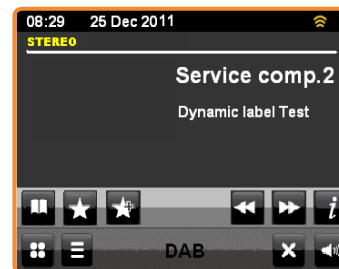 08:29 25 Dec 2011
STEREO
Service comp.2
Dynamic label Test
i
DAB